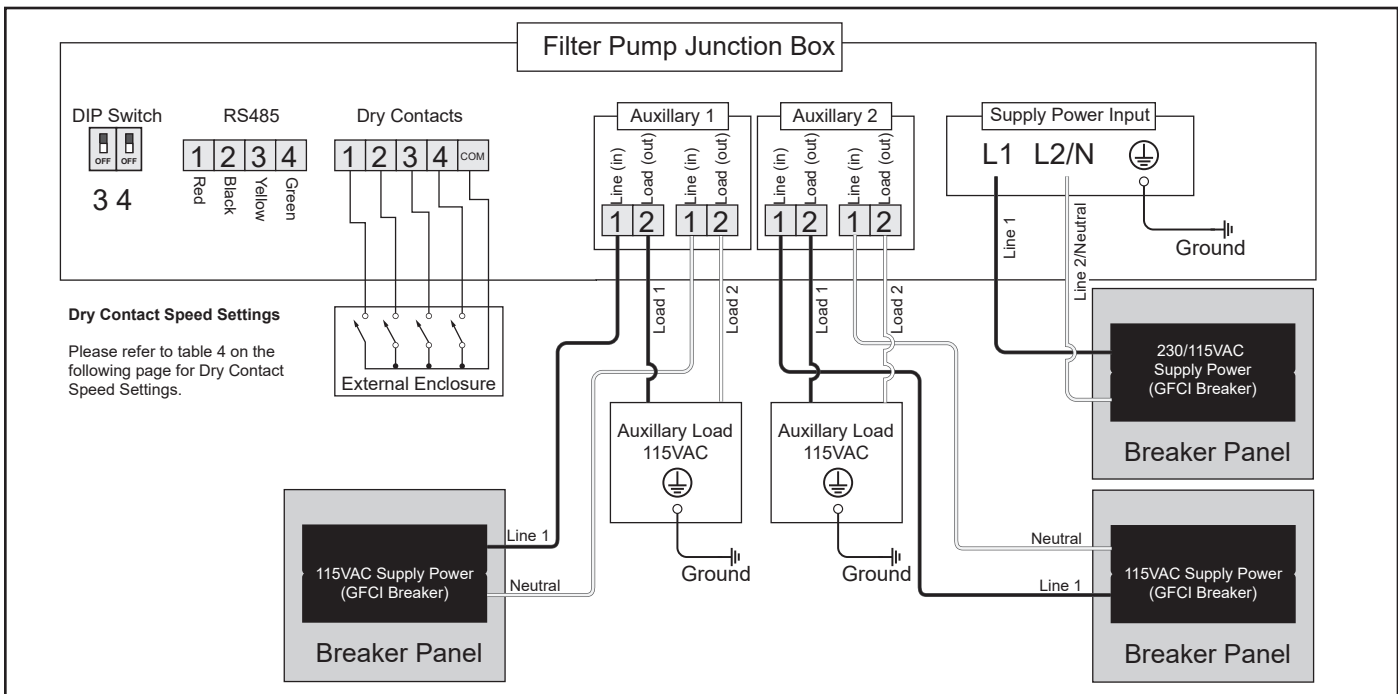 Filter Pump Junction Box
DIP Switch
OFF OFF
3 4
RS485
1 2 3 4
Red
Black
Yellow
Green
Dry Contacts
1 2 3 4 COM
Auxillary 1
Line (in)
Load (out)
Line (in)
Load (out)
1 2 1 2
Auxillary 2
Line (in)
Load (out)
Line (in)
Load (out)
1 2 1 2
Supply Power Input
L1 L2/N
Ground
Line 1
Line 2/Neutral
Load 1
Load 2
Load 1
Load 2
Dry Contact Speed Settings
Please refer to table 4 on the
following page for Dry Contact
Speed Settings.
External Enclosure
230/115VAC
Supply Power
(GFCI Breaker)
Breaker Panel
Auxillary Load
115VAC
Ground
Auxillary Load
115VAC
Ground
Line 1
Neutral
115VAC Supply Power
(GFCI Breaker)
Breaker Panel
Neutral
Line 1
115VAC Supply Power
(GFCI Breaker)
Breaker Panel